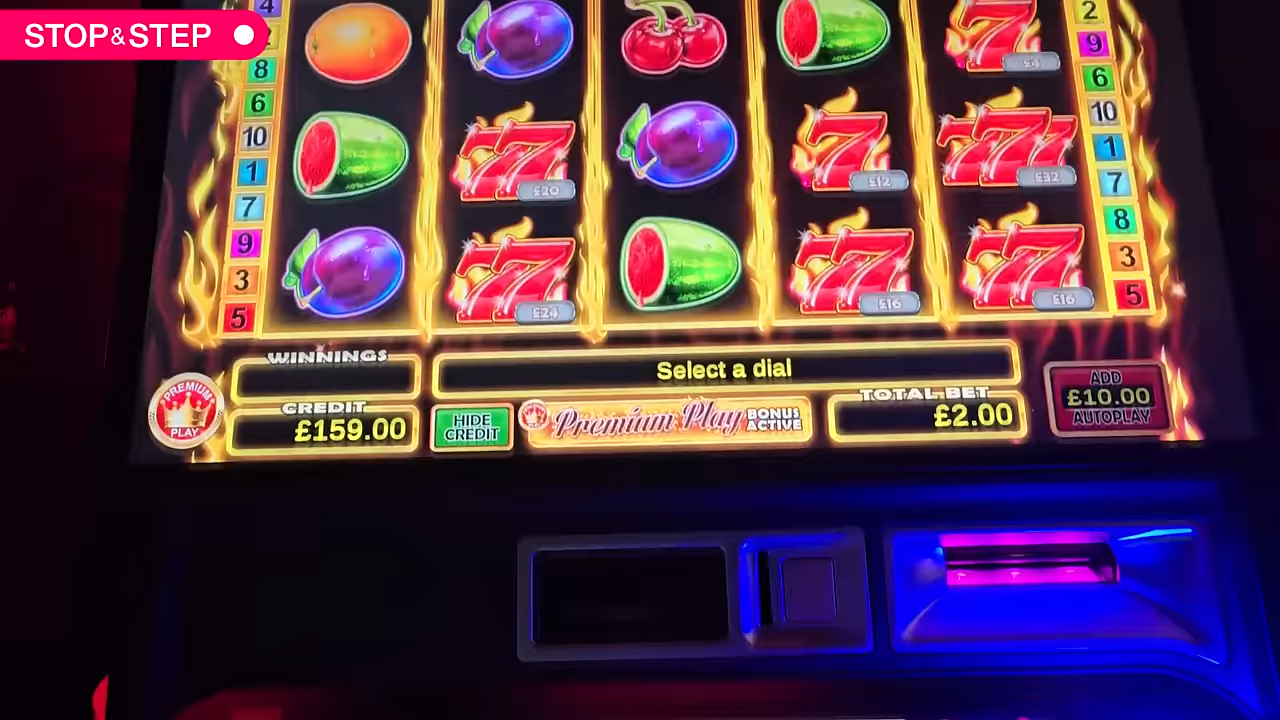 STOP&STEP
4
8
6
10
1
7
9
3
5
2
9
6
10
1
7
8
3
5
£4
£20
£12
£32
£24
£16
£16
WINNINGS
Select a dial
PREMIUM
PLAY
CREDIT
£159.00
HIDE
CREDIT
Premium Play BONUS
ACTIVE
TOTAL BET
£2.00
ADD
£10.00
AUTOPLAY